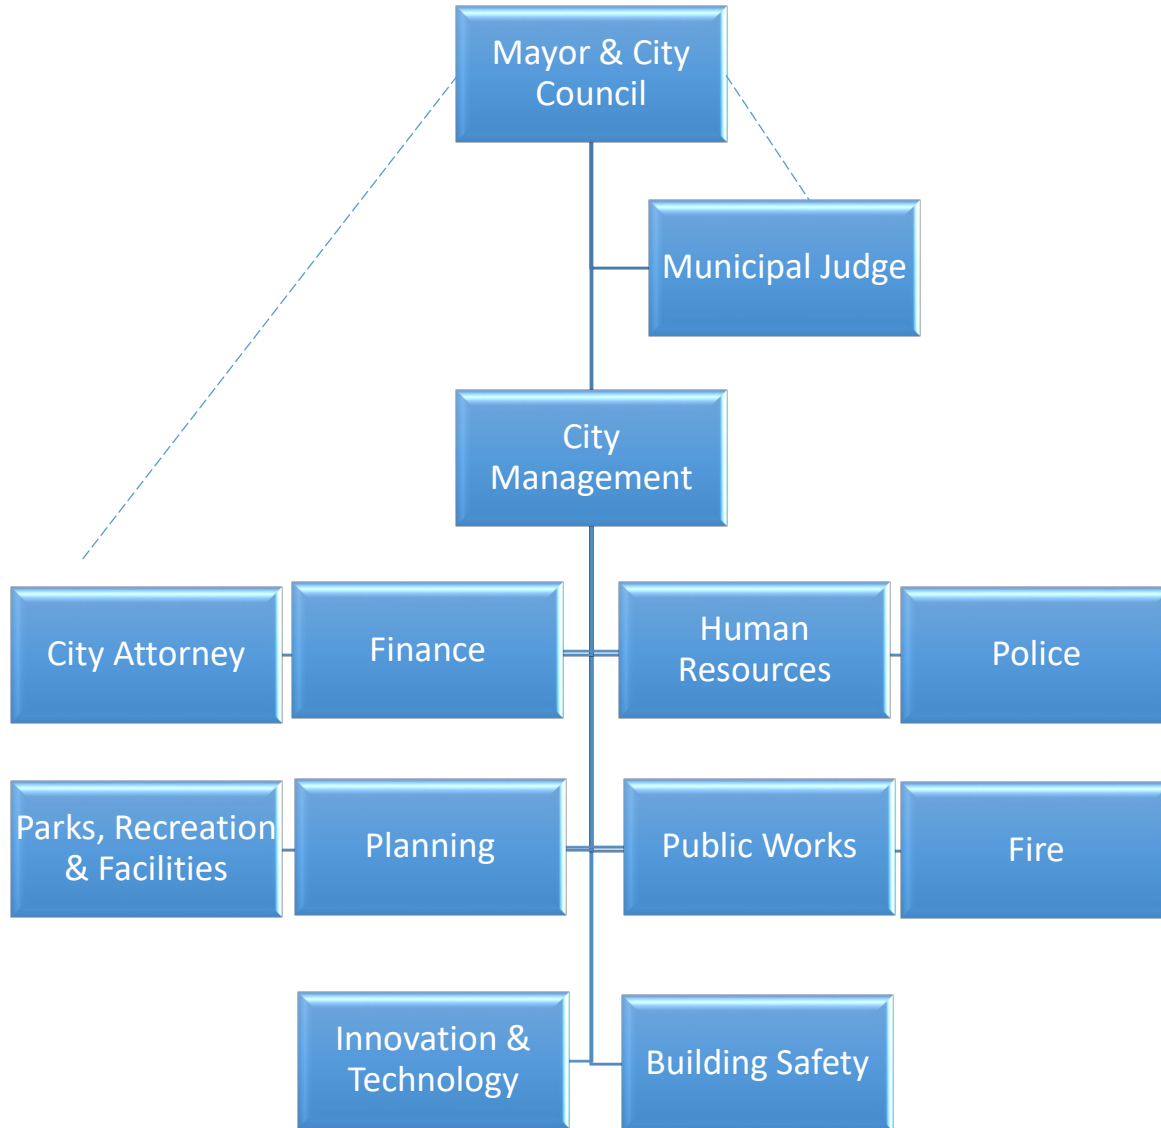 Mayor & City
Council
Municipal Judge
City
Management
City Attorney
Finance
Human
Resources
Police
Parks, Recreation
& Facilities
Planning
Public Works
Fire
Innovation &
Technology
Building Safety